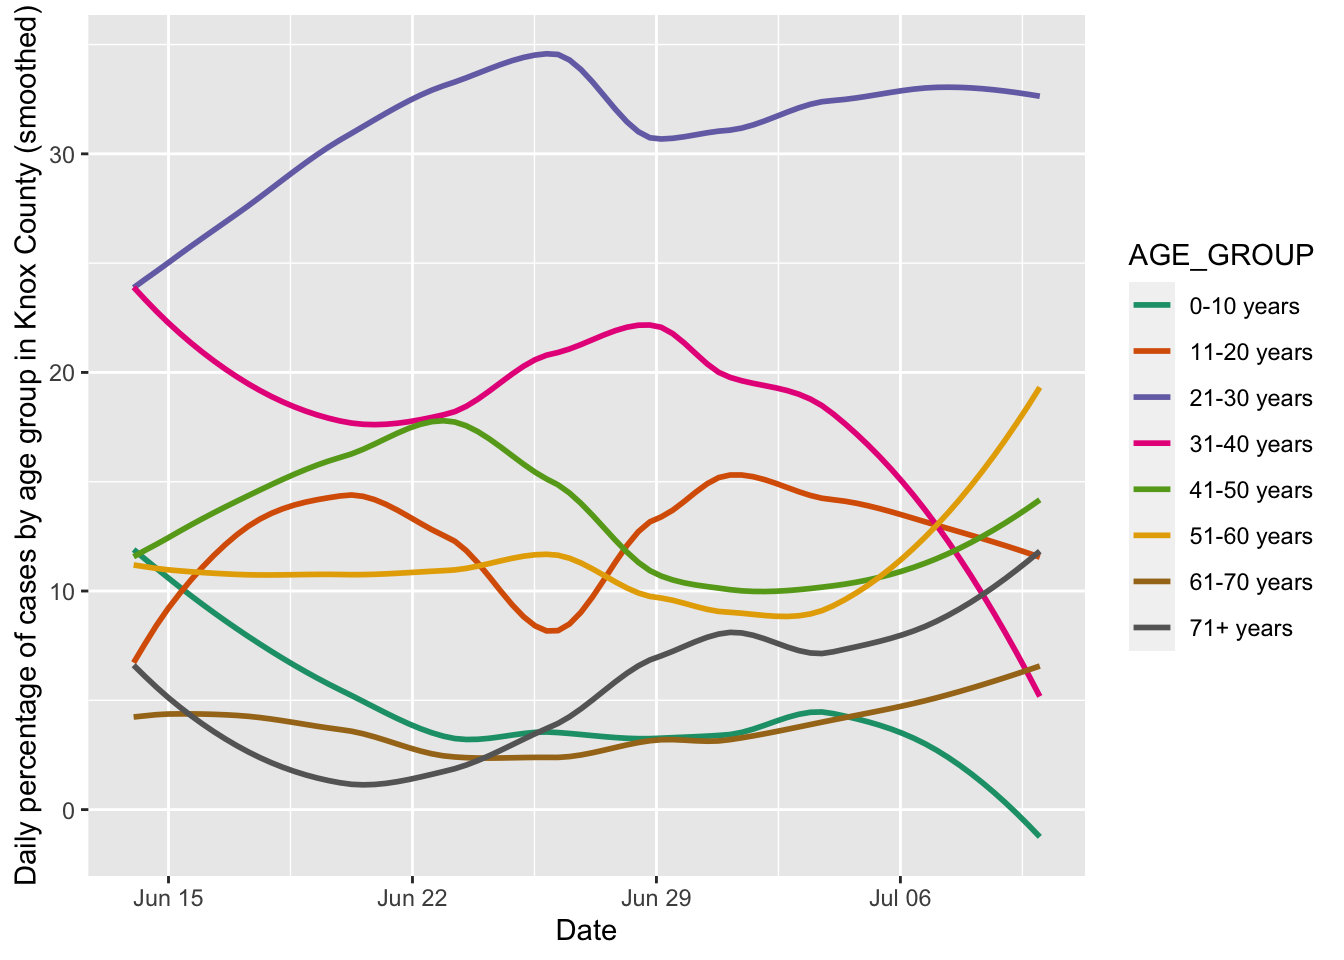 Daily percentage of cases by age group in Knox County (smoothed)
30
20
10
0
Jun 15
Jun 22
Jun 29
Jul 06
Date
AGE_GROUP
0-10 years
11-20 years
21-30 years
31-40 years
41-50 years
51-60 years
61-70 years
71+ years